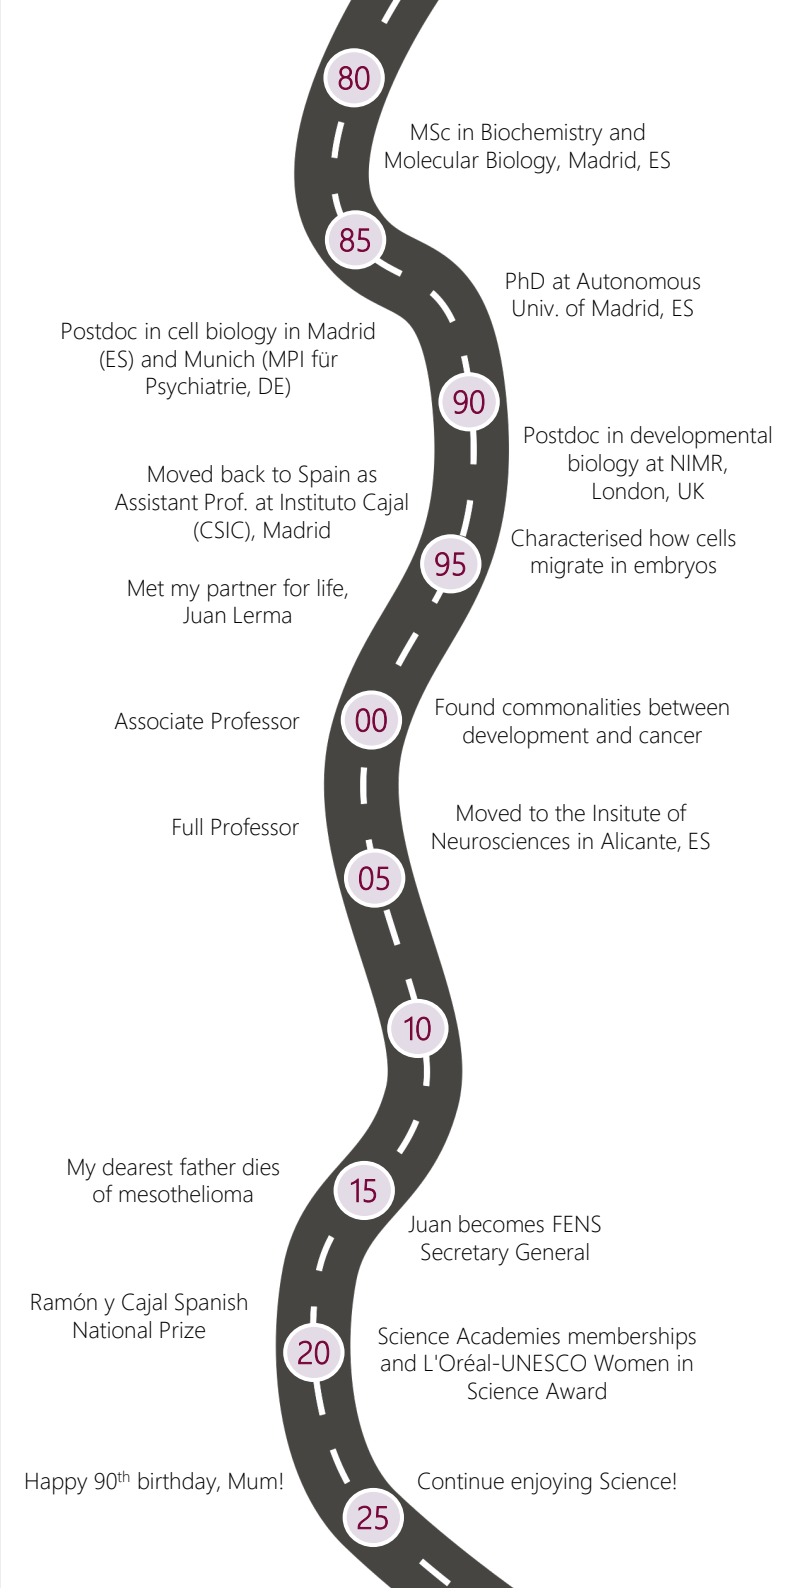 80
MSc in Biochemistry and
Molecular Biology, Madrid, ES
85
PhD at Autonomous
Univ. of Madrid, ES
Postdoc in cell biology in Madrid
(ES) and Munich (MPI für
Psychiatrie, DE)
90
Postdoc in developmental
biology at NIMR,
London, UK
Moved back to Spain as
Assistant Prof. at Instituto Cajal
(CSIC), Madrid
Characterised how cells
migrate in embryos
95
Met my partner for life,
Juan Lerma
Associate Professor
00
Found commonalities between
development and cancer
Full Professor
Moved to the Insitute of
Neurosciences in Alicante, ES
05
10
My dearest father dies
of mesothelioma
15
Juan becomes FENS
Secretary General
Ramón y Cajal Spanish
National Prize
20
Science Academies memberships
and L'Oréal-UNESCO Women in
Science Award
Happy 90th birthday, Mum!
Continue enjoying Science!
25